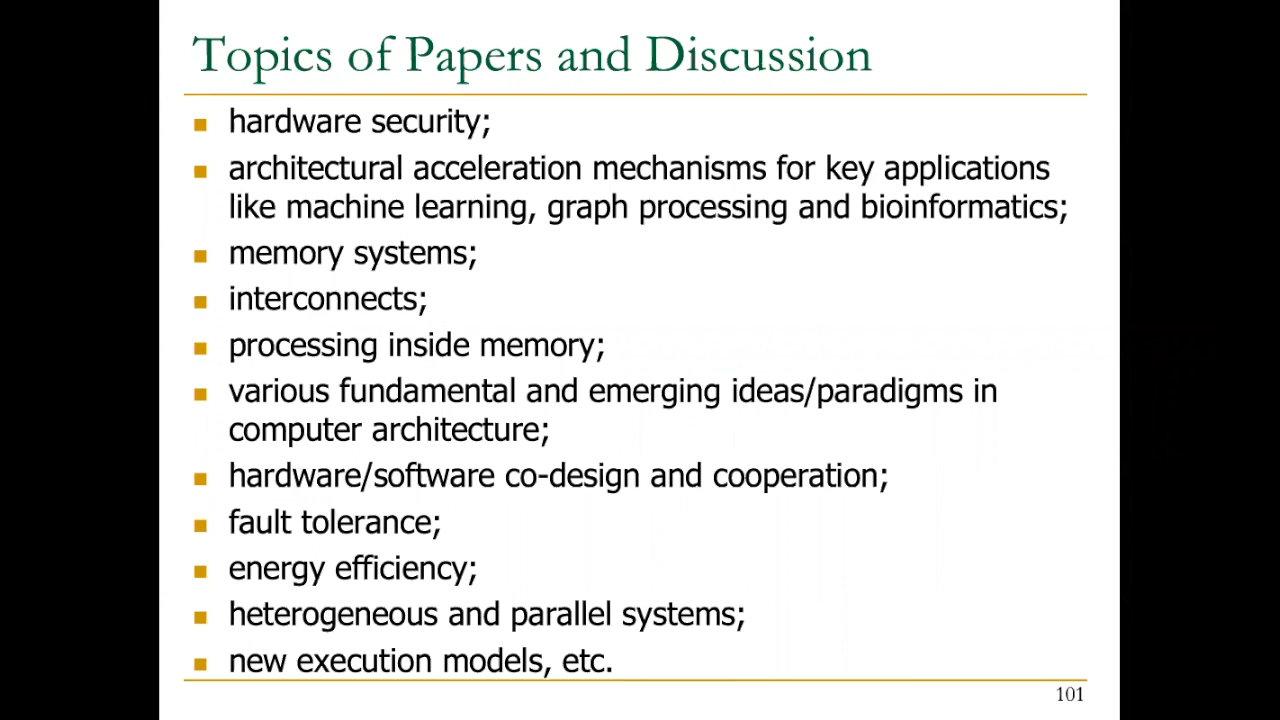 Topics of Papers and Discussion
hardware security;
architectural acceleration mechanisms for key applications
like machine learning, graph processing and bioinformatics;
memory systems;
interconnects;
processing inside memory;
various fundamental and emerging ideas/paradigms in
computer architecture;
hardware/software co-design and cooperation;
fault tolerance;
energy efficiency;
heterogeneous and parallel systems;
new execution models, etc.
101